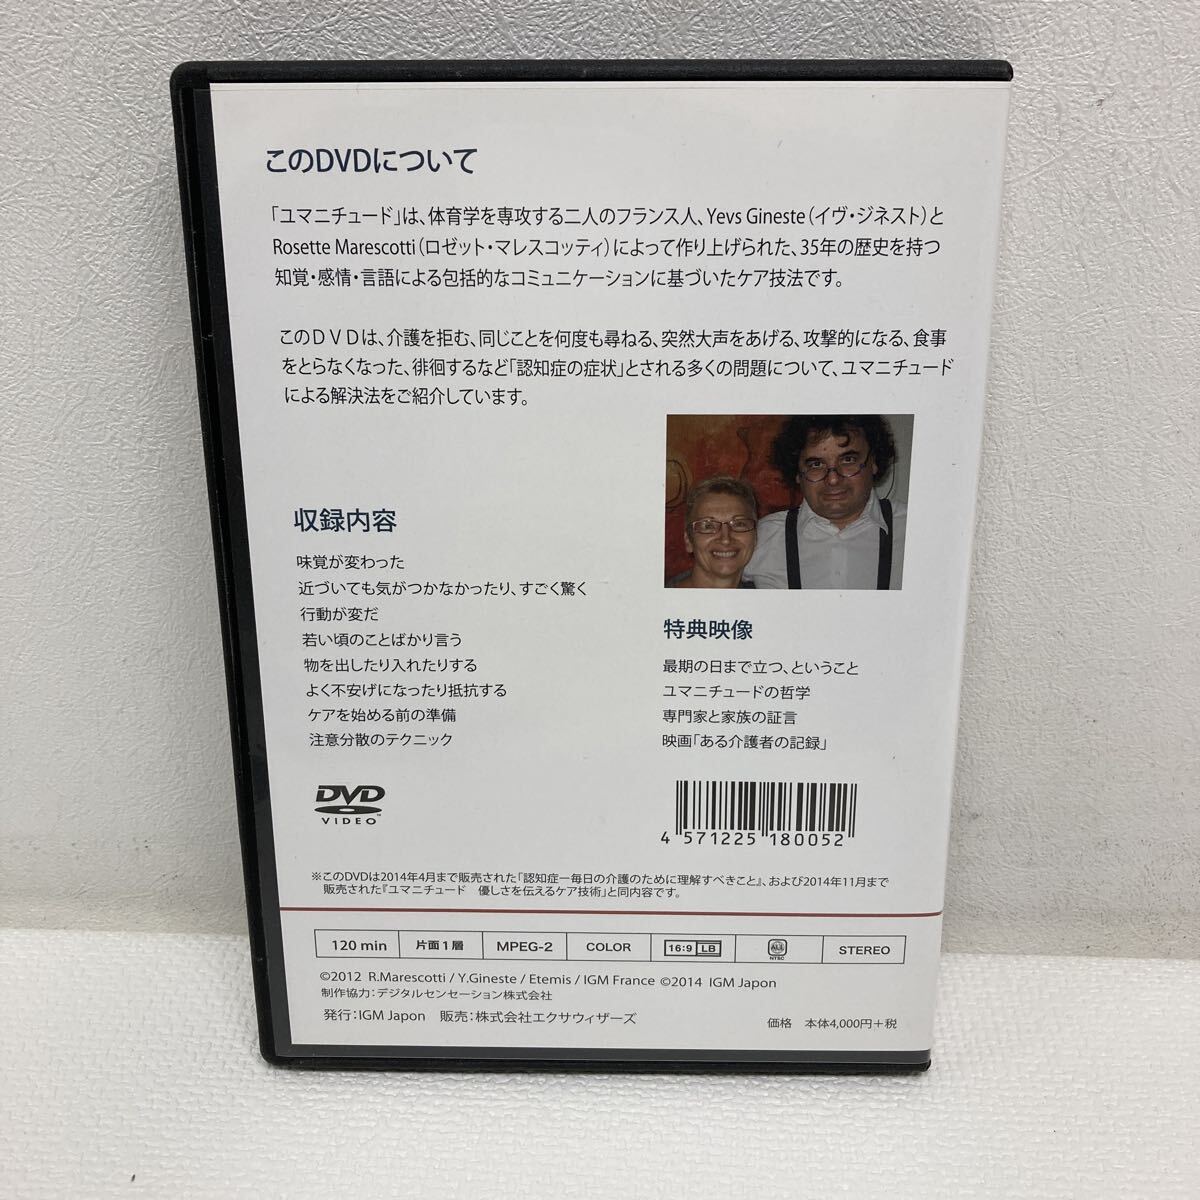 このDVDについて
「ユマニチュード」は、体育学を専攻する二人のフランス人、Yevs Gineste（イヴ・ジネスト）と
Rosette Marescotti（ロゼット・マレスコッティ）によって作り上げられた、35年の歴史を持つ
知覚・感情・言語による包括的なコミュニケーションに基づいたケア技法です。
このＤＶＤは、介護を拒む、同じことを何度も尋ねる、突然大声をあげる、攻撃的になる、食事
をとらなくなった、徘徊するなど「認知症の症状」とされる多くの問題について、ユマニチュード
による解決法をご紹介しています。
収録内容
味覚が変わった
近づいても気がつかなかったり、すごく驚く
行動が変だ
若い頃のことばかり言う
物を出したり入れたりする
よく不安げになったり抵抗する
ケアを始める前の準備
注意分散のテクニック
特典映像
最期の日まで立つ、ということ
ユマニチュードの哲学
専門家と家族の証言
映画「ある介護者の記録」
DVD
VIDEO
4 571225 180052
※このDVDは2014年4月まで販売された「認知症ー毎日の介護のために理解すべきこと」、および2014年11月まで
販売された『ユマニチュード　優しさを伝えるケア技術」と同内容です。
120 min 片面1層 MPEG-2 COLOR 16:9 LB ALL NTSC STEREO
©2012 R.Marescotti / Y.Gineste / Etemis / IGM France ©2014 IGM Japon
制作協力：デジタルセンセーション株式会社
発行：IGM Japon 販売：株式会社エクサウィザーズ
価格 本体4,000円＋税